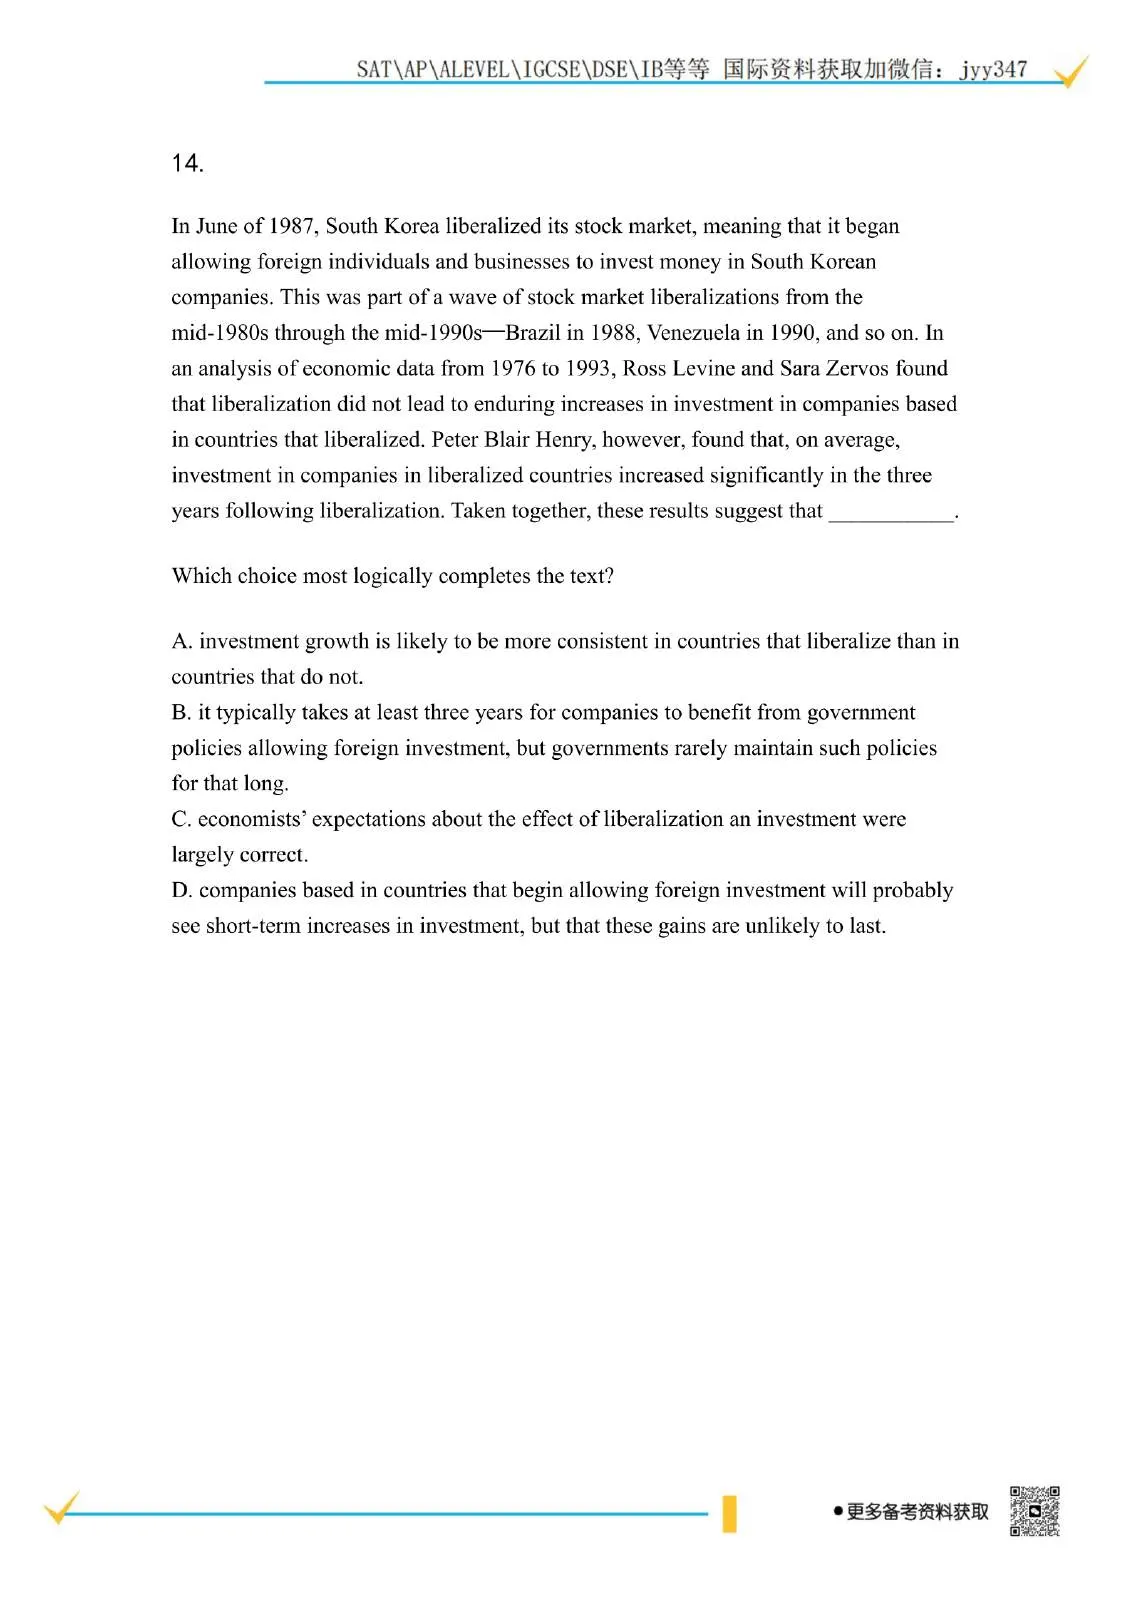 SAT\AP\ALEVEL\IGCSE\DSE\IB等等 国际资料获取加微信：jyy347
14.
In June of 1987, South Korea liberalized its stock market, meaning that it began
allowing foreign individuals and businesses to invest money in South Korean
companies. This was part of a wave of stock market liberalizations from the
mid-1980s through the mid-1990s—Brazil in 1988, Venezuela in 1990, and so on. In
an analysis of economic data from 1976 to 1993, Ross Levine and Sara Zervos found
that liberalization did not lead to enduring increases in investment in companies based
in countries that liberalized. Peter Blair Henry, however, found that, on average,
investment in companies in liberalized countries increased significantly in the three
years following liberalization. Taken together, these results suggest that ___________.
Which choice most logically completes the text?
A. investment growth is likely to be more consistent in countries that liberalize than in
countries that do not.
B. it typically takes at least three years for companies to benefit from government
policies allowing foreign investment, but governments rarely maintain such policies
for that long.
C. economists’ expectations about the effect of liberalization an investment were
largely correct.
D. companies based in countries that begin allowing foreign investment will probably
see short-term increases in investment, but that these gains are unlikely to last.
●更多备考资料获取